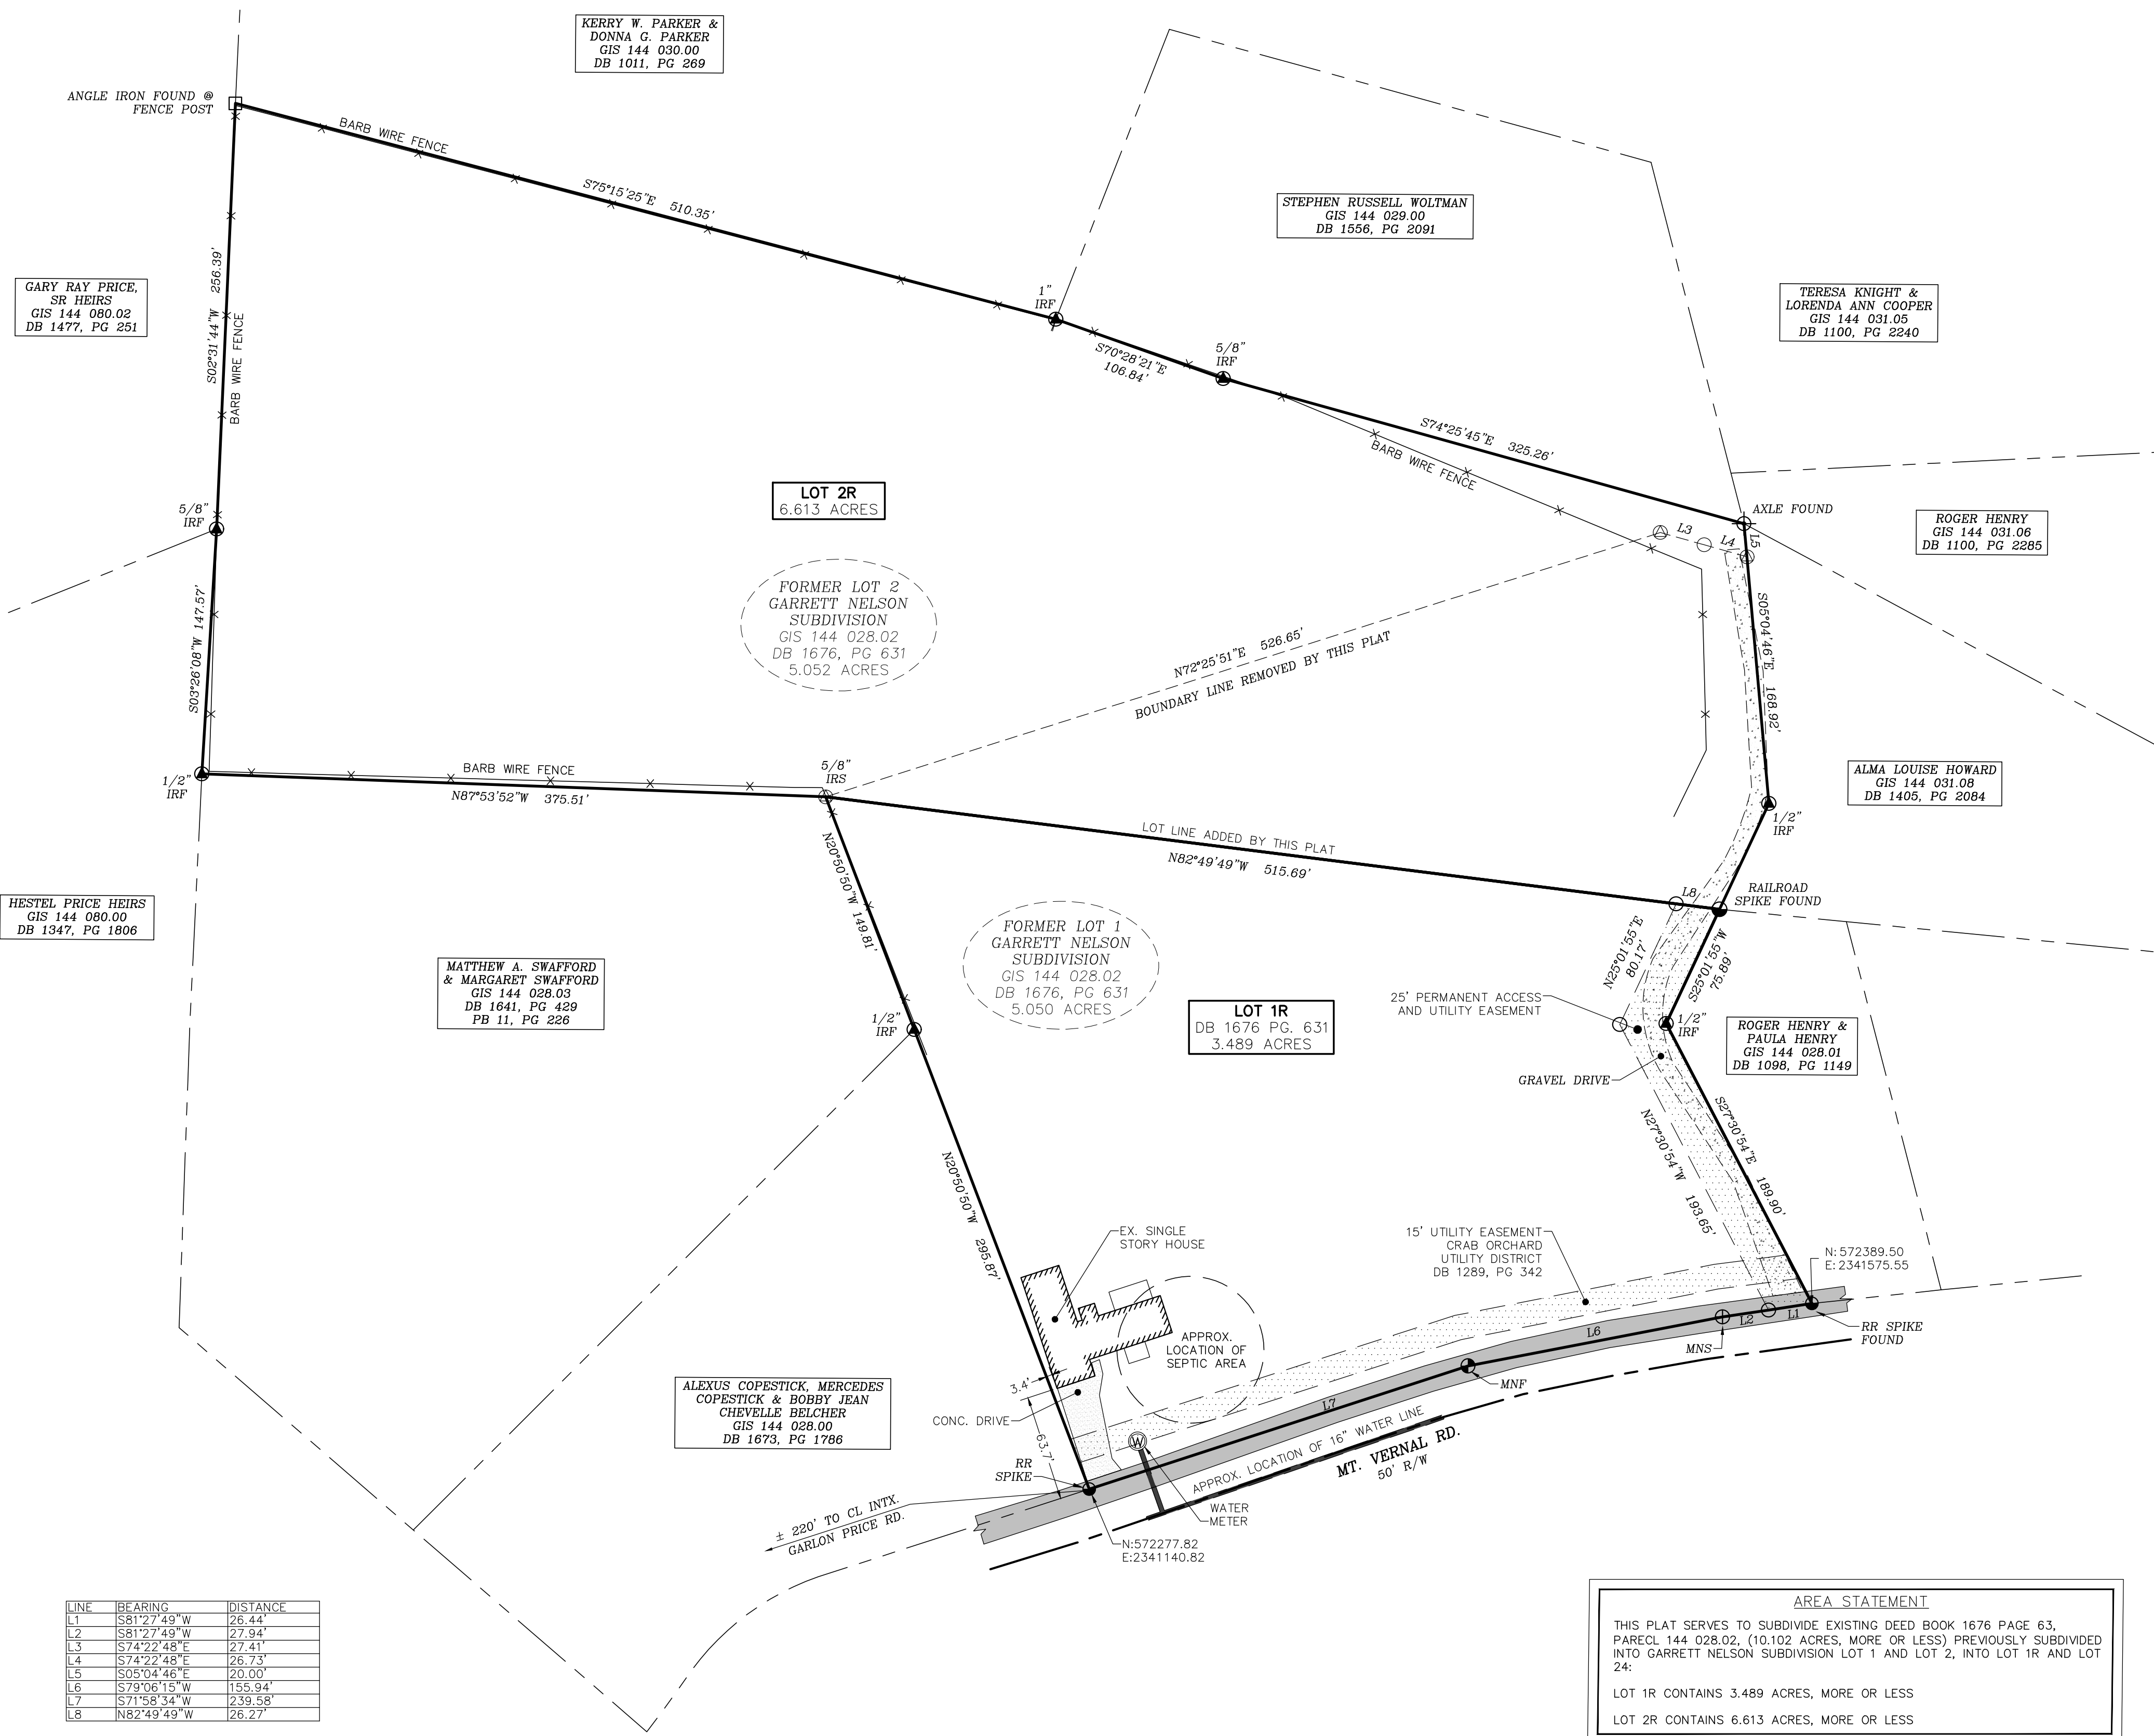 KERRY W. PARKER &
DONNA G. PARKER
GIS 144 030.00
DB 1011, PG 269
ANGLE IRON FOUND @
FENCE POST
BARB WIRE FENCE
S75°15'25"E 510.35'
STEPHEN RUSSELL WOLTMAN
GIS 144 029.00
DB 1556, PG 2091
GARY RAY PRICE,
SR HEIRS
GIS 144 080.02
DB 1477, PG 251
S02°31'44"W 256.39'
BARB WIRE FENCE
1"
IRF
TERESA KNIGHT &
LORENDA ANN COOPER
GIS 144 031.05
DB 1100, PG 2240
S70°28'21"E
106.84'
5/8"
IRF
S74°25'45"E 325.26'
BARB WIRE FENCE
LOT 2R
6.613 ACRES
5/8"
IRF
AXLE FOUND
L3
L4
L5
ROGER HENRY
GIS 144 031.06
DB 1100, PG 2285
FORMER LOT 2
GARRETT NELSON
SUBDIVISION
GIS 144 028.02
DB 1676, PG 631
5.052 ACRES
S03°26'08"W 147.57'
N72°25'51"E 526.65'
BOUNDARY LINE REMOVED BY THIS PLAT
S05°04'46"E 168.92'
1/2"
IRF
BARB WIRE FENCE
N87°53'52"W 375.51'
5/8"
IRS
ALMA LOUISE HOWARD
GIS 144 031.08
DB 1405, PG 2084
1/2"
IRF
LOT LINE ADDED BY THIS PLAT
N82°49'49"W 515.69'
N20°50'50"W 149.81'
L8
RAILROAD
SPIKE FOUND
HESTEL PRICE HEIRS
GIS 144 080.00
DB 1347, PG 1806
MATTHEW A. SWAFFORD
& MARGARET SWAFFORD
GIS 144 028.03
DB 1641, PG 429
PB 11, PG 226
FORMER LOT 1
GARRETT NELSON
SUBDIVISION
GIS 144 028.02
DB 1676, PG 631
5.050 ACRES
N25°01'55"E
80.17'
S25°01'55"W
75.89'
1/2"
IRF
LOT 1R
DB 1676 PG. 631
3.489 ACRES
25' PERMANENT ACCESS
AND UTILITY EASEMENT
1/2"
IRF
ROGER HENRY &
PAULA HENRY
GIS 144 028.01
DB 1098, PG 1149
GRAVEL DRIVE
S27°30'54"E 189.90'
N27°30'54"W 193.65'
N20°50'50"W 295.87'
EX. SINGLE
STORY HOUSE
15' UTILITY EASEMENT
CRAB ORCHARD
UTILITY DISTRICT
DB 1289, PG 342
N: 572389.50
E: 2341575.55
L1
L2
L6
RR SPIKE
FOUND
MNS
APPROX.
LOCATION OF
SEPTIC AREA
MNF
3.4'
ALEXUS COPESTICK, MERCEDES
COPESTICK & BOBBY JEAN
CHEVELLE BELCHER
GIS 144 028.00
DB 1673, PG 1786
CONC. DRIVE
L7
63.7'
W
RR
SPIKE
APPROX. LOCATION OF 16" WATER LINE
MT. VERNAL RD.
50' R/W
WATER
METER
± 220' TO CL INTX.
GARLON PRICE RD.
N:572277.82
E:2341140.82
LINE BEARING DISTANCE
L1 S81°27'49"W 26.44'
L2 S81°27'49"W 27.94'
L3 S74°22'48"E 27.41'
L4 S74°22'48"E 26.73'
L5 S05°04'46"E 20.00'
L6 S79°06'15"W 155.94'
L7 S71°58'34"W 239.58'
L8 N82°49'49"W 26.27'
AREA STATEMENT
THIS PLAT SERVES TO SUBDIVIDE EXISTING DEED BOOK 1676 PAGE 63,
PARECL 144 028.02, (10.102 ACRES, MORE OR LESS) PREVIOUSLY SUBDIVIDED
INTO GARRETT NELSON SUBDIVISION LOT 1 AND LOT 2, INTO LOT 1R AND LOT
24:
LOT 1R CONTAINS 3.489 ACRES, MORE OR LESS
LOT 2R CONTAINS 6.613 ACRES, MORE OR LESS